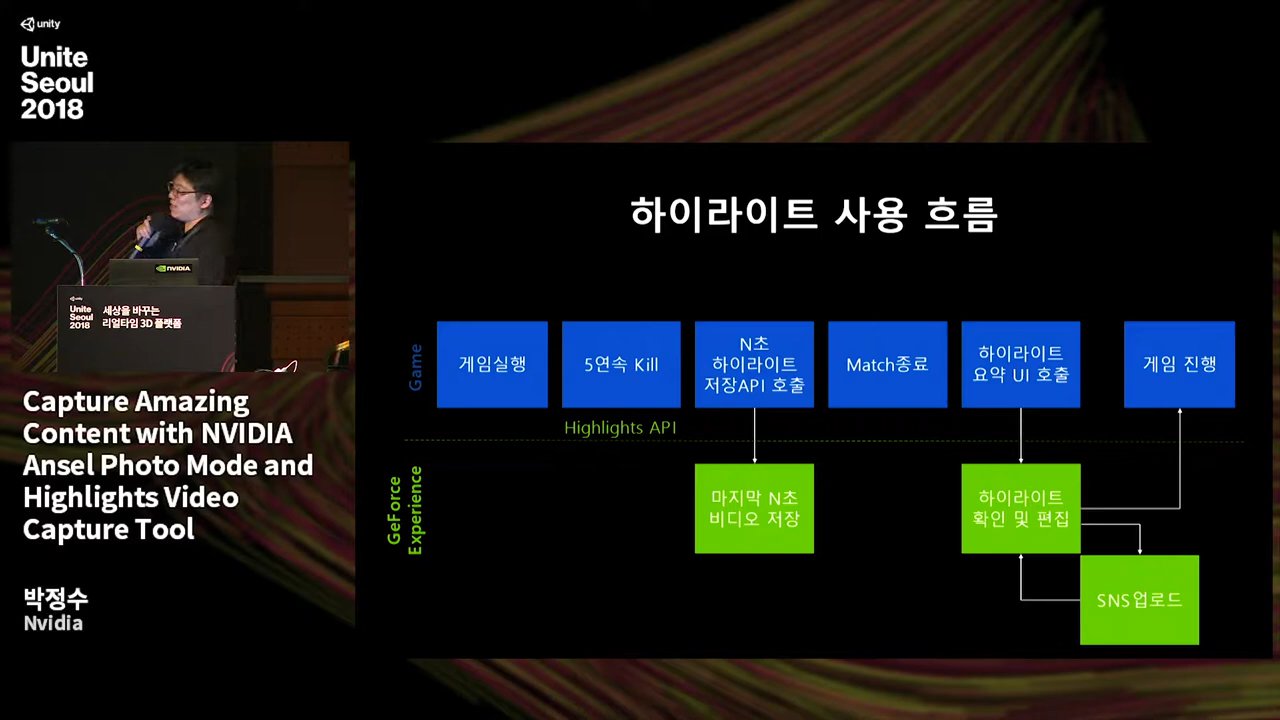 unity
Unite
Seoul
2018
NVIDIA
unity
Unite
Seoul
2018
세상을 바꾸는
리얼타임 3D 플랫폼
Capture Amazing
Content with NVIDIA
Ansel Photo Mode and
Highlights Video
Capture Tool
박정수
Nvidia
하이라이트 사용 흐름
Game
게임실행
5연속 Kill
N초
하이라이트
저장API 호출
Match종료
하이라이트
요약 UI 호출
게임 진행
Highlights API
GeForce
Experience
마지막 N초
비디오 저장
하이라이트
확인 및 편집
SNS업로드